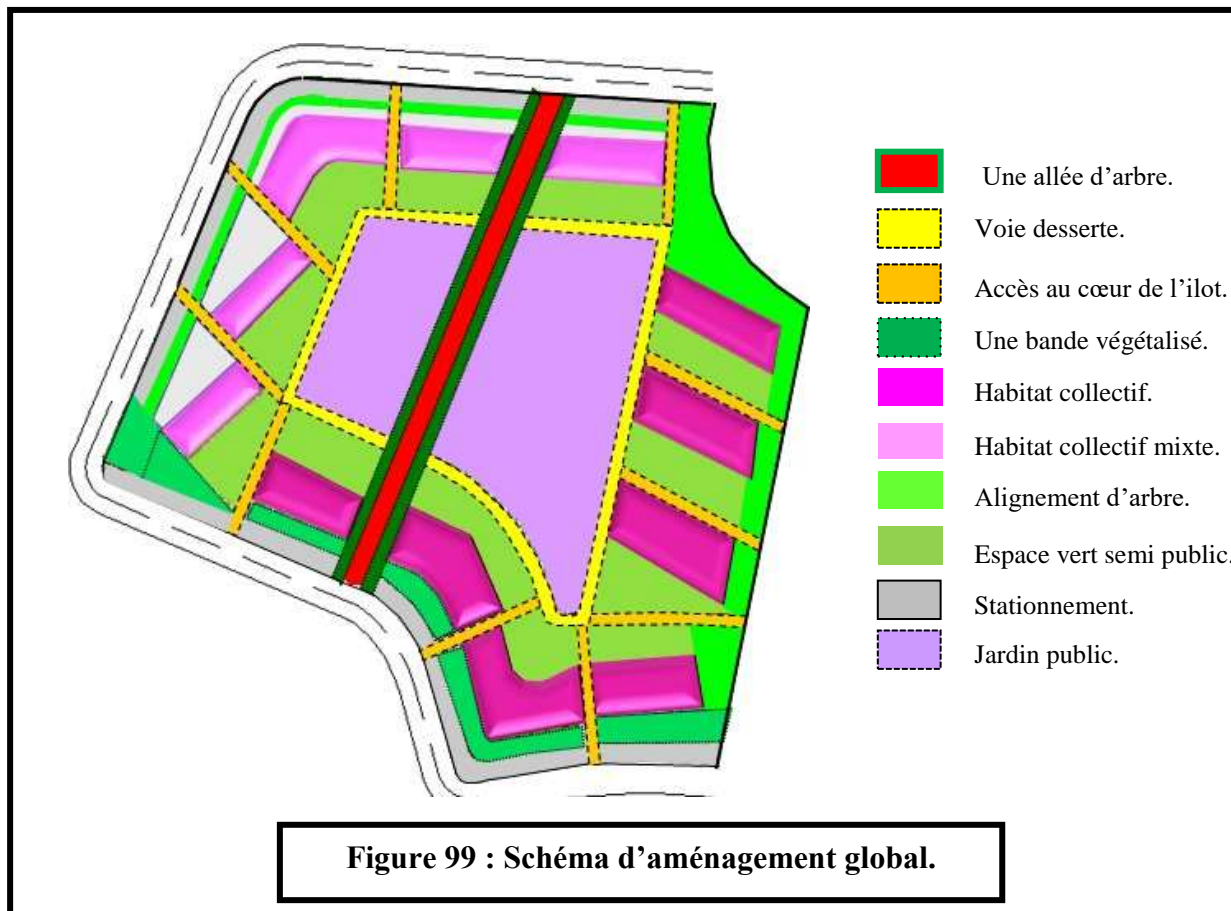 Une allée d’arbre.
Voie desserte.
Accès au cœur de l’ilot.
Une bande végétalisé.
Habitat collectif.
Habitat collectif mixte.
Alignement d’arbre.
Espace vert semi public.
Stationnement.
Jardin public.
Figure 99 : Schéma d’aménagement global.